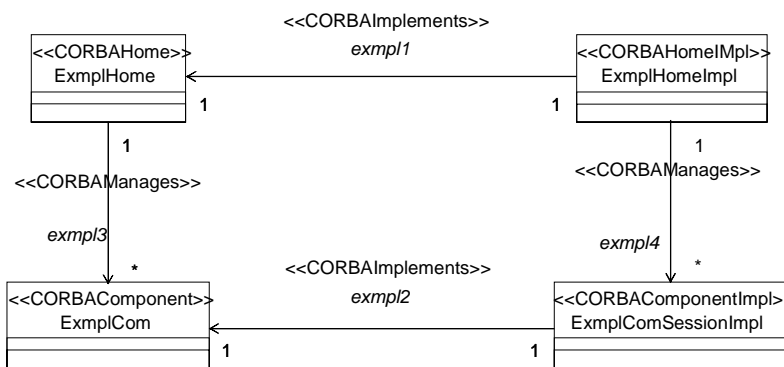 <<CORBAImplements>>
exmpl1
<<CORBAHome>>
ExmplHome
<<CORBAHomeIMpl>
ExmplHomeImpl
1
1
1
1
<<CORBAManages>>
<<CORBAManages>>
exmpl3
exmpl4
*
*
<<CORBAImplements>>
exmpl2
<<CORBAComponent>>
ExmplCom
<<CORBAComponentImpl>
ExmplComSessionImpl
1
1